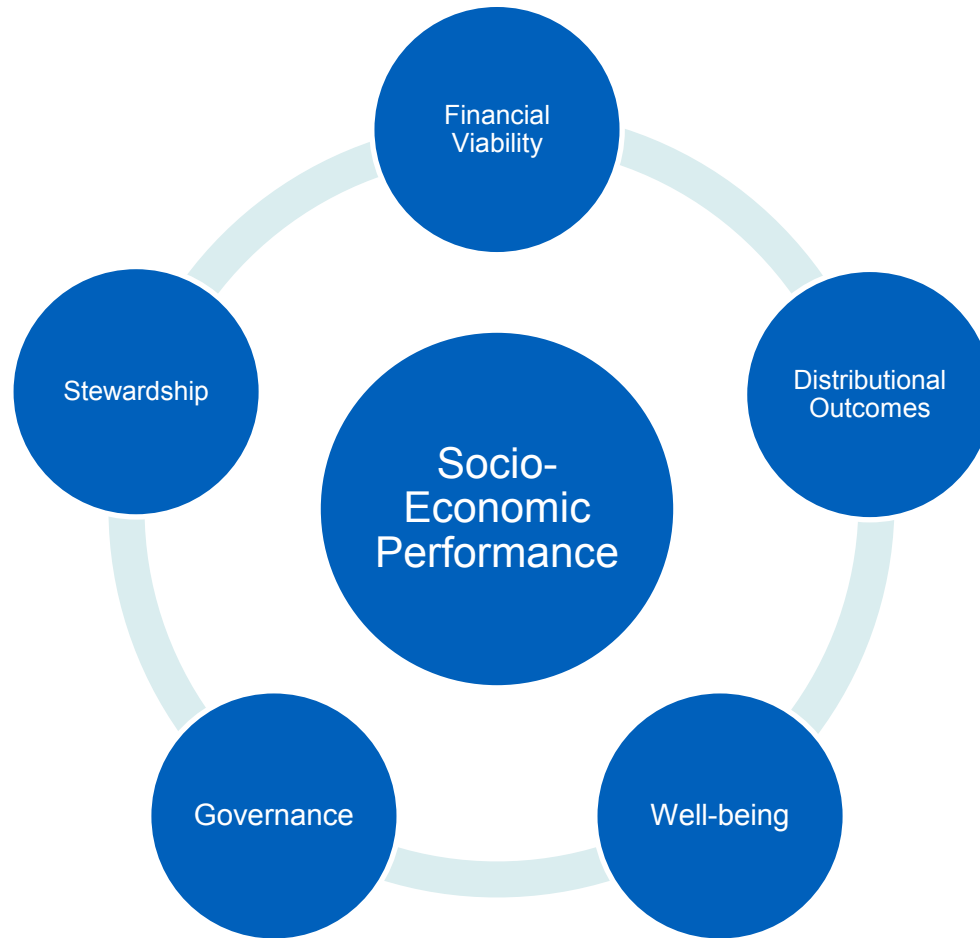 Financial
Viability
Distributional
Outcomes
Well-being
Governance
Stewardship
Socio-
Economic
Performance